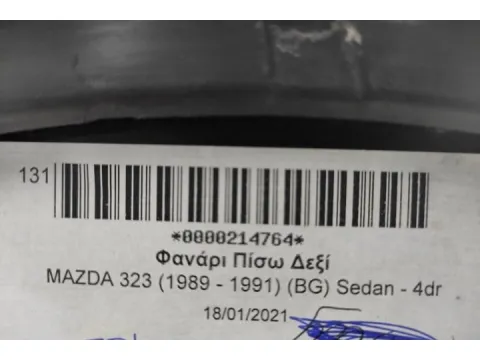 131
*0000214764*
Φανάρι Πίσω Δεξί
MAZDA 323 (1989 - 1991) (BG) Sedan - 4dr
18/01/2021